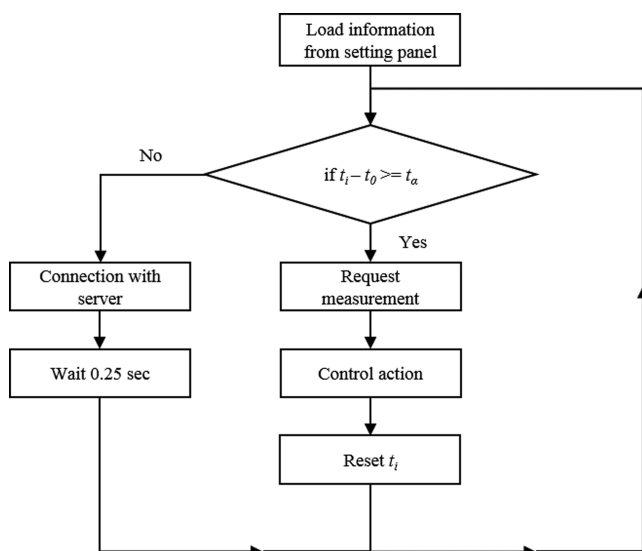 Load information
from setting panel
No
if tᵢ – t₀ >= tₐ
Yes
Connection with
server
Request
measurement
Wait 0.25 sec
Control action
Reset tᵢ